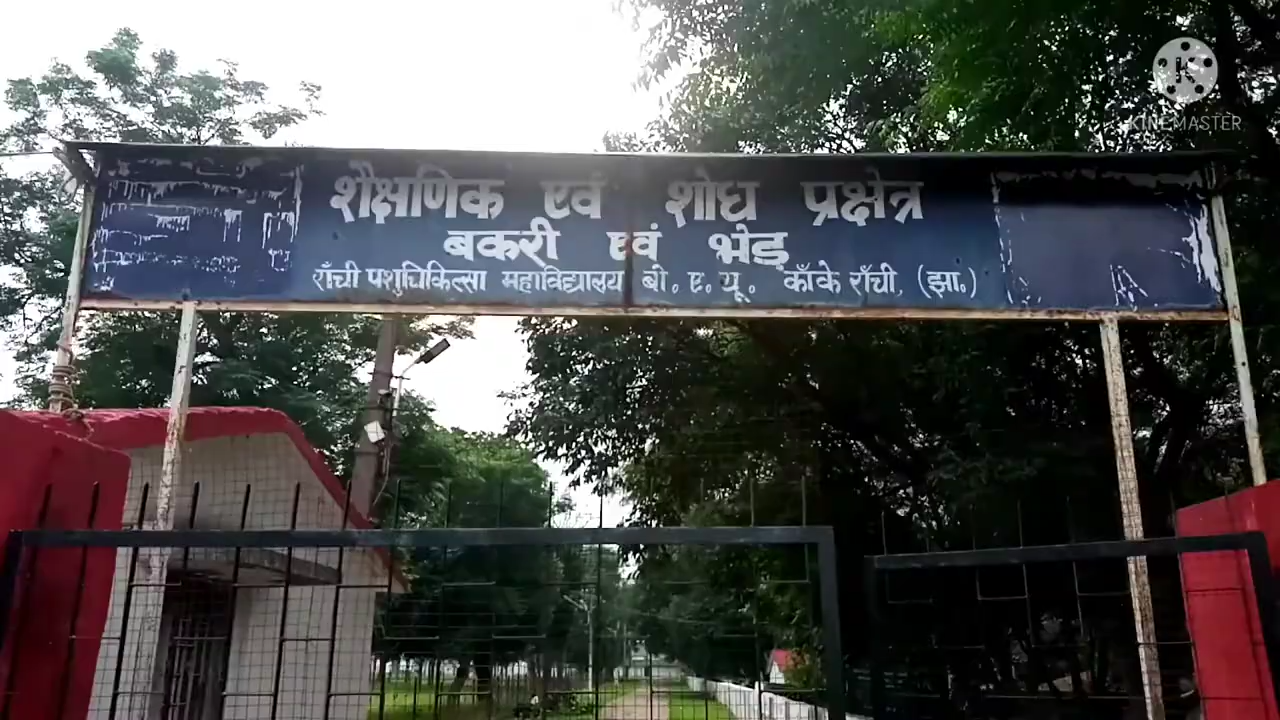 शैक्षणिक एवं शोध प्रक्षेत्र
बकरी एवं भेड़
राँची पशुचिकित्सा महाविद्यालय बी. ए. यू. काँके राँची, (झा.)
KINEMASTER